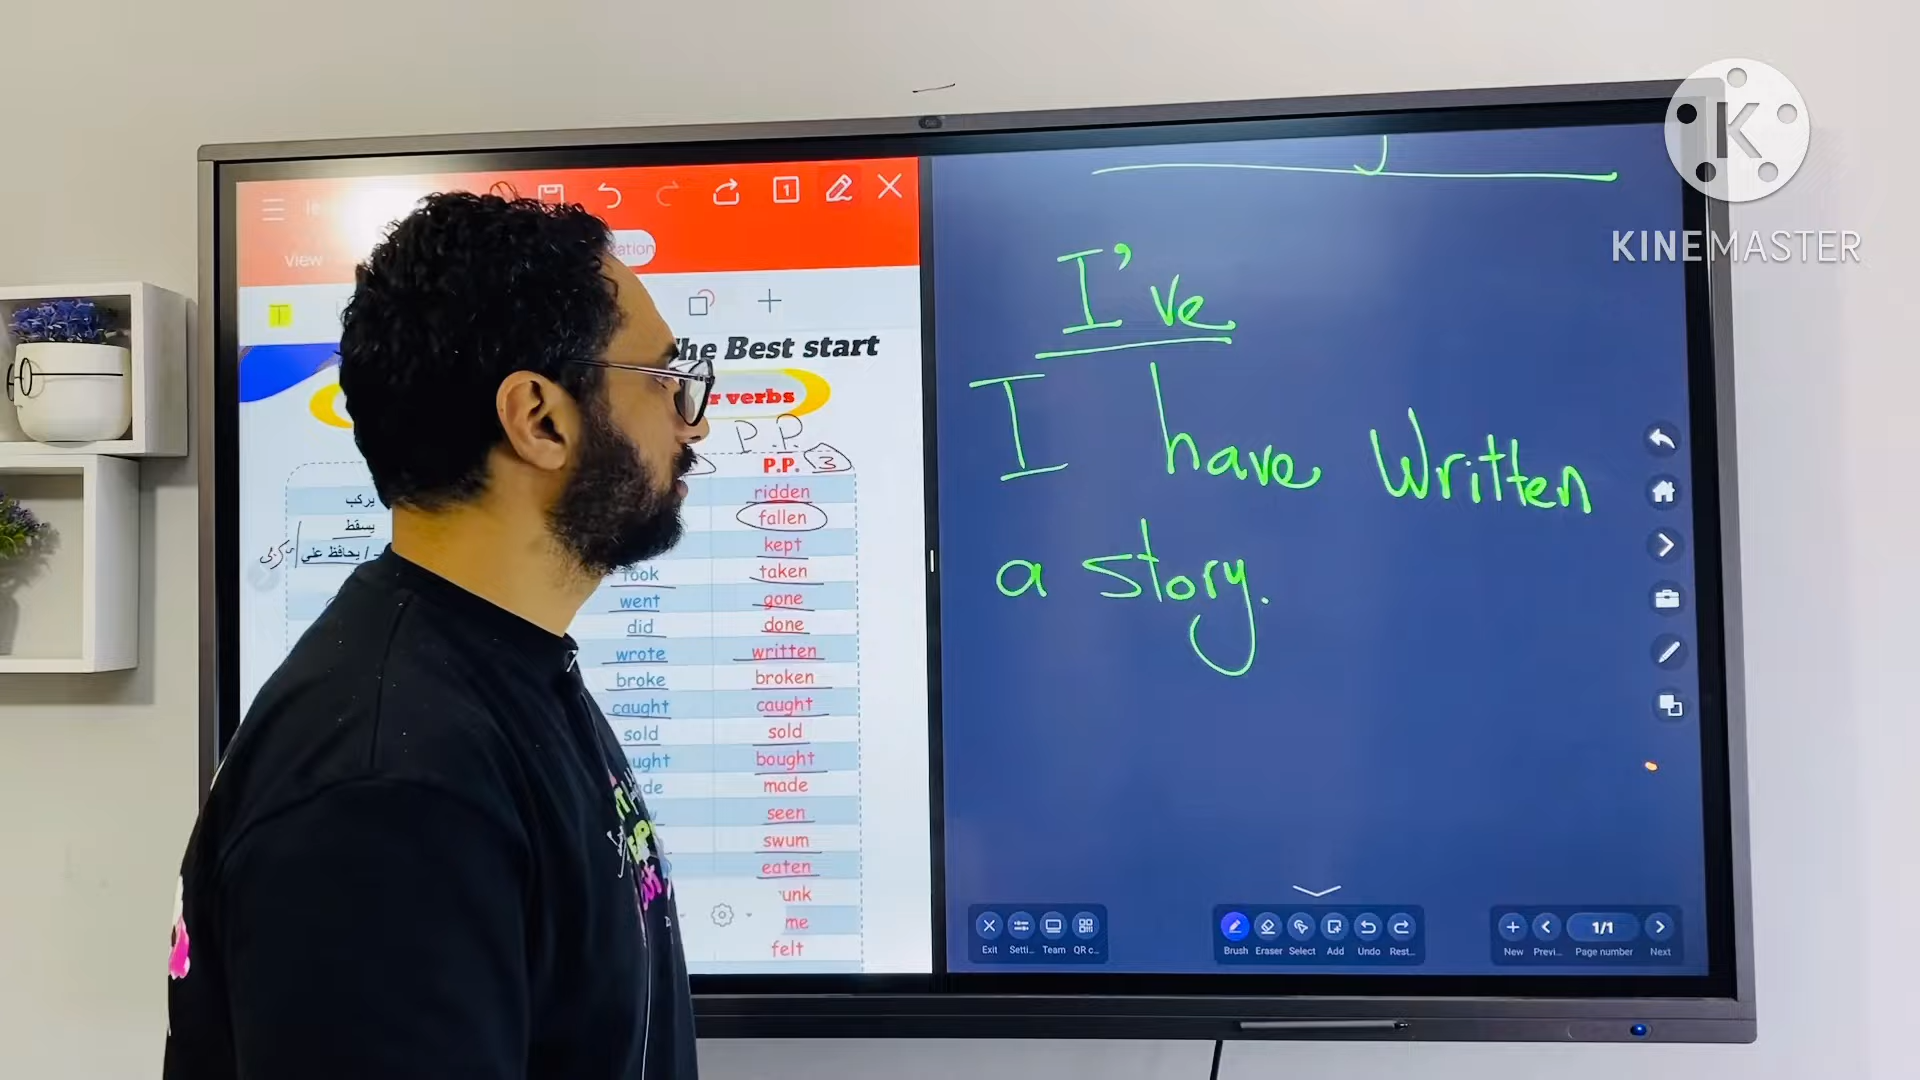 View
The Best start
r verbs
P.P.
P.P. 3
يركب
ridden
يسقط
fallen
يحافظ على /
kept
took taken
went gone
did done
wrote written
broke broken
caught caught
sold sold
ught bought
de made
seen
swum
eaten
unk
me
felt
I've
I have written
a story.
Exit Setti... Team QR c...
Brush Eraser Select Add Undo Rest...
1/1
New Previ... Page number Next
K
KINEMASTER